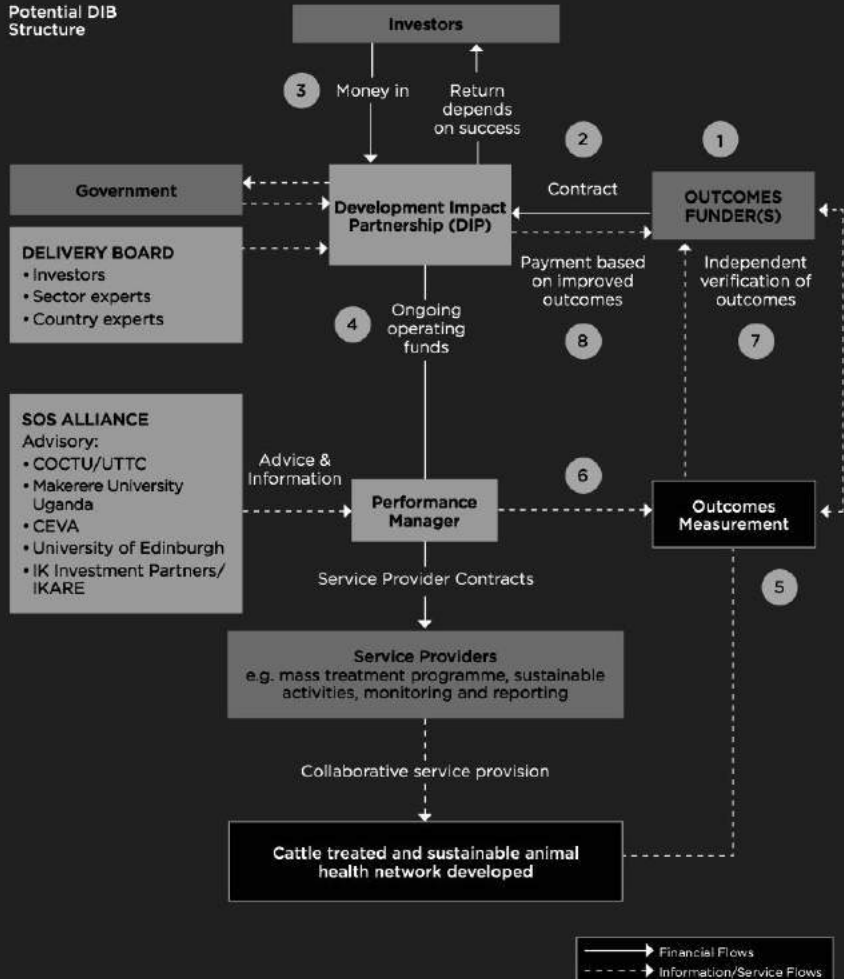 Potential DIB
Structure
Investors
3
Money in
Return
depends
on success
2
1
Government
Development Impact
Partnership (DIP)
Contract
OUTCOMES
FUNDER(S)
DELIVERY BOARD
• Investors
• Sector experts
• Country experts
Payment based
on improved
outcomes
Independent
verification of
outcomes
4
Ongoing
operating
funds
8
7
SOS ALLIANCE
Advisory:
• COCTU/UTTC
• Makerere University
Uganda
• CEVA
• University of Edinburgh
• IK Investment Partners/
IKARE
Advice &
Information
Performance
Manager
6
Outcomes
Measurement
Service Provider Contracts
5
Service Providers
e.g. mass treatment programme, sustainable
activities, monitoring and reporting
Collaborative service provision
Cattle treated and sustainable animal
health network developed
Financial Flows
Information/Service Flows